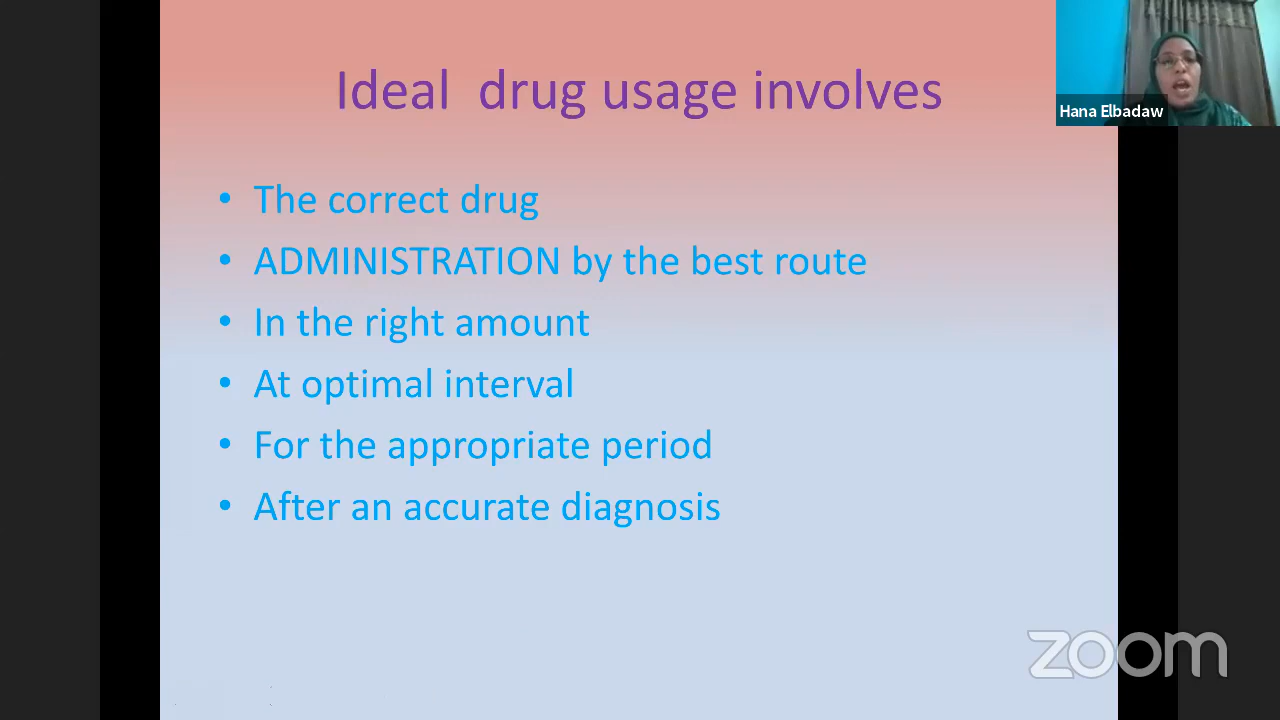 Ideal drug usage involves
Hana Elbadaw
• The correct drug
• ADMINISTRATION by the best route
• In the right amount
• At optimal interval
• For the appropriate period
• After an accurate diagnosis
zoom